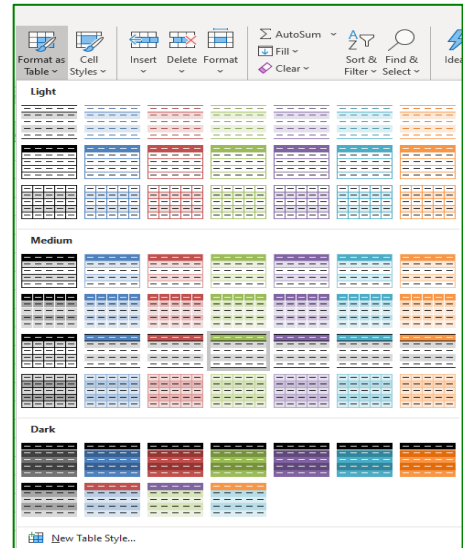 Format as Table
Cell Styles
Insert
Delete
Format
AutoSum
Fill
Clear
Sort & Filter
Find & Select
Idea
Light
Medium
Dark
New Table Style...